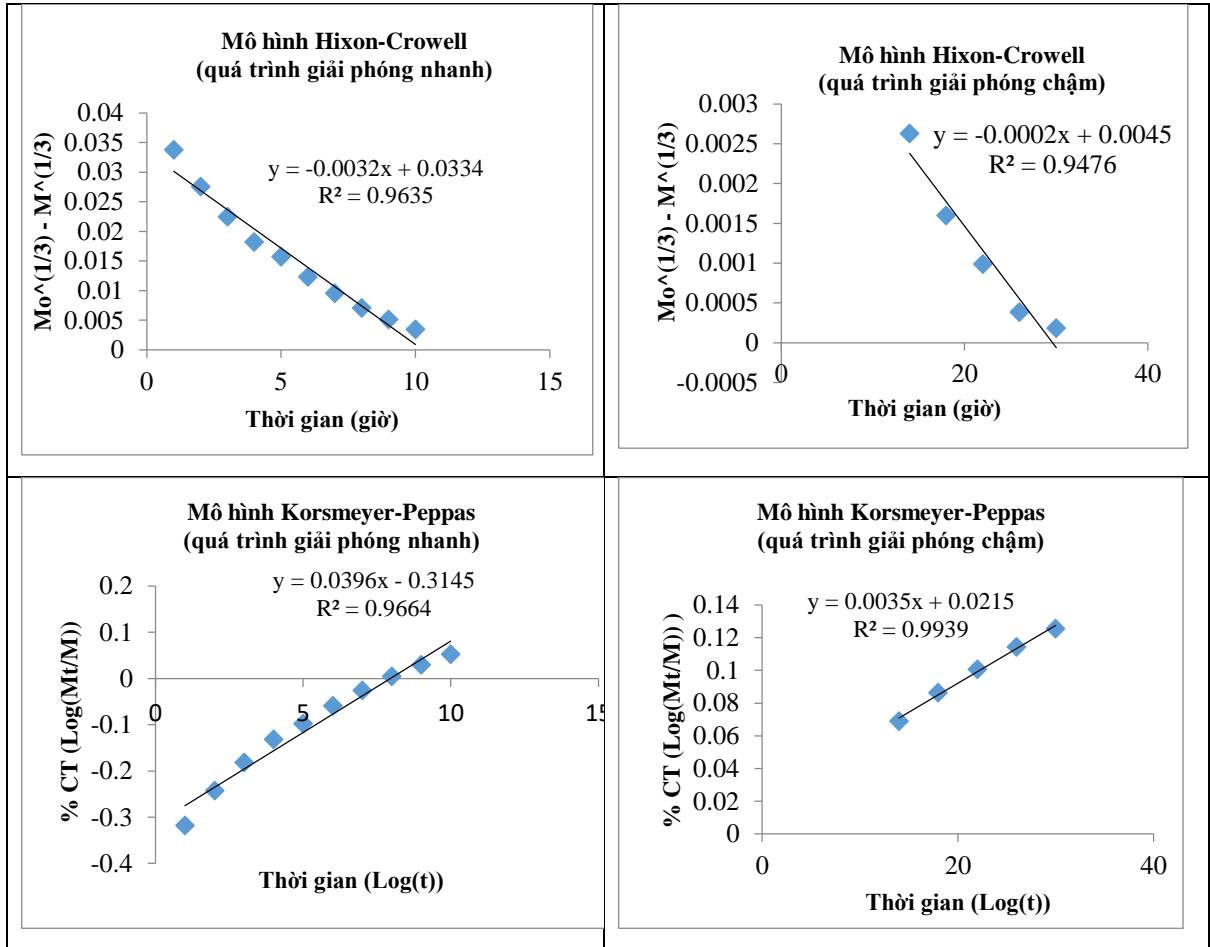 Mô hình Hixon-Crowell
(quá trình giải phóng nhanh)
0.04
0.035
0.03
0.025
0.02
0.015
0.01
0.005
0
y = -0.0032x + 0.0334
R² = 0.9635
Mo^(1/3) - M^(1/3)
0 5 10 15
Thời gian (giờ)
Mô hình Hixon-Crowell
(quá trình giải phóng chậm)
0.003
0.0025
0.002
0.0015
0.001
0.0005
0
-0.0005
y = -0.0002x + 0.0045
R² = 0.9476
Mo^(1/3) - M^(1/3)
0 20 40
Thời gian (giờ)
Mô hình Korsmeyer-Peppas
(quá trình giải phóng nhanh)
y = 0.0396x - 0.3145
R² = 0.9664
0.2
0.1
0
-0.1
-0.2
-0.3
-0.4
% CT (Log(Mt/M))
0 5 10 15
Thời gian (Log(t))
Mô hình Korsmeyer-Peppas
(quá trình giải phóng chậm)
y = 0.0035x + 0.0215
R² = 0.9939
0.14
0.12
0.1
0.08
0.06
0.04
0.02
0
% CT (Log(Mt/M)) )
0 20 40
Thời gian (Log(t))